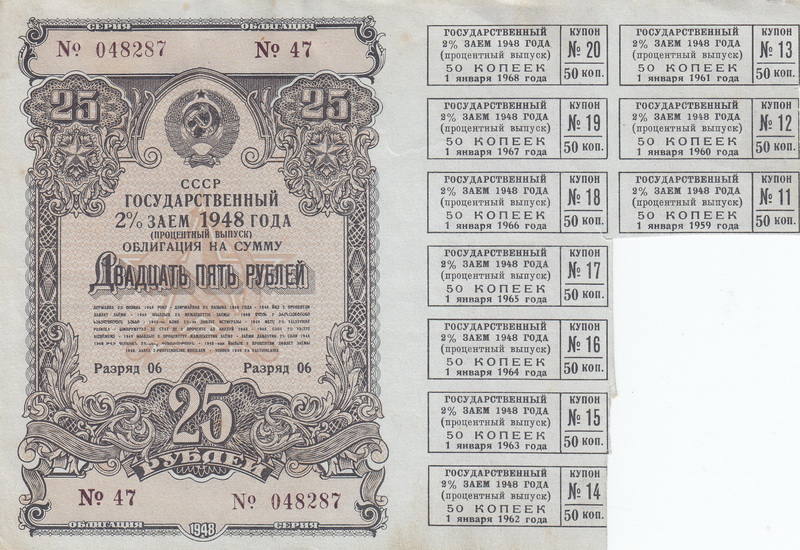 СЕРИЯ ОБЛИГАЦИЯ
№ 048287 № 47
25 25
СССР
ГОСУДАРСТВЕННЫЙ
2% ЗАЕМ 1948 ГОДА
(ПРОЦЕНТНЫЙ ВЫПУСК)
ОБЛИГАЦИЯ НА СУММУ
ДВАДЦАТЬ ПЯТЬ РУБЛЕЙ
Разряд 06 Разряд 06
25
РУБЛЕЙ
№ 47 № 048287
ОБЛИГАЦИЯ 1948 СЕРИЯ
ГОСУДАРСТВЕННЫЙ
2% ЗАЕМ 1948 ГОДА
(процентный выпуск)
50 КОПЕЕК
1 января 1968 года
КУПОН
№ 20
50 КОП.
ГОСУДАРСТВЕННЫЙ
2% ЗАЕМ 1948 ГОДА
(процентный выпуск)
50 КОПЕЕК
1 января 1967 года
КУПОН
№ 19
50 КОП.
ГОСУДАРСТВЕННЫЙ
2% ЗАЕМ 1948 ГОДА
(процентный выпуск)
50 КОПЕЕК
1 января 1966 года
КУПОН
№ 18
50 КОП.
ГОСУДАРСТВЕННЫЙ
2% ЗАЕМ 1948 ГОДА
(процентный выпуск)
50 КОПЕЕК
1 января 1965 года
КУПОН
№ 17
50 КОП.
ГОСУДАРСТВЕННЫЙ
2% ЗАЕМ 1948 ГОДА
(процентный выпуск)
50 КОПЕЕК
1 января 1964 года
КУПОН
№ 16
50 КОП.
ГОСУДАРСТВЕННЫЙ
2% ЗАЕМ 1948 ГОДА
(процентный выпуск)
50 КОПЕЕК
1 января 1963 года
КУПОН
№ 15
50 КОП.
ГОСУДАРСТВЕННЫЙ
2% ЗАЕМ 1948 ГОДА
(процентный выпуск)
50 КОПЕЕК
1 января 1962 года
КУПОН
№ 14
50 КОП.
ГОСУДАРСТВЕННЫЙ
2% ЗАЕМ 1948 ГОДА
(процентный выпуск)
50 КОПЕЕК
1 января 1961 года
КУПОН
№ 13
50 КОП.
ГОСУДАРСТВЕННЫЙ
2% ЗАЕМ 1948 ГОДА
(процентный выпуск)
50 КОПЕЕК
1 января 1960 года
КУПОН
№ 12
50 КОП.
ГОСУДАРСТВЕННЫЙ
2% ЗАЕМ 1948 ГОДА
(процентный выпуск)
50 КОПЕЕК
1 января 1959 года
КУПОН
№ 11
50 КОП.